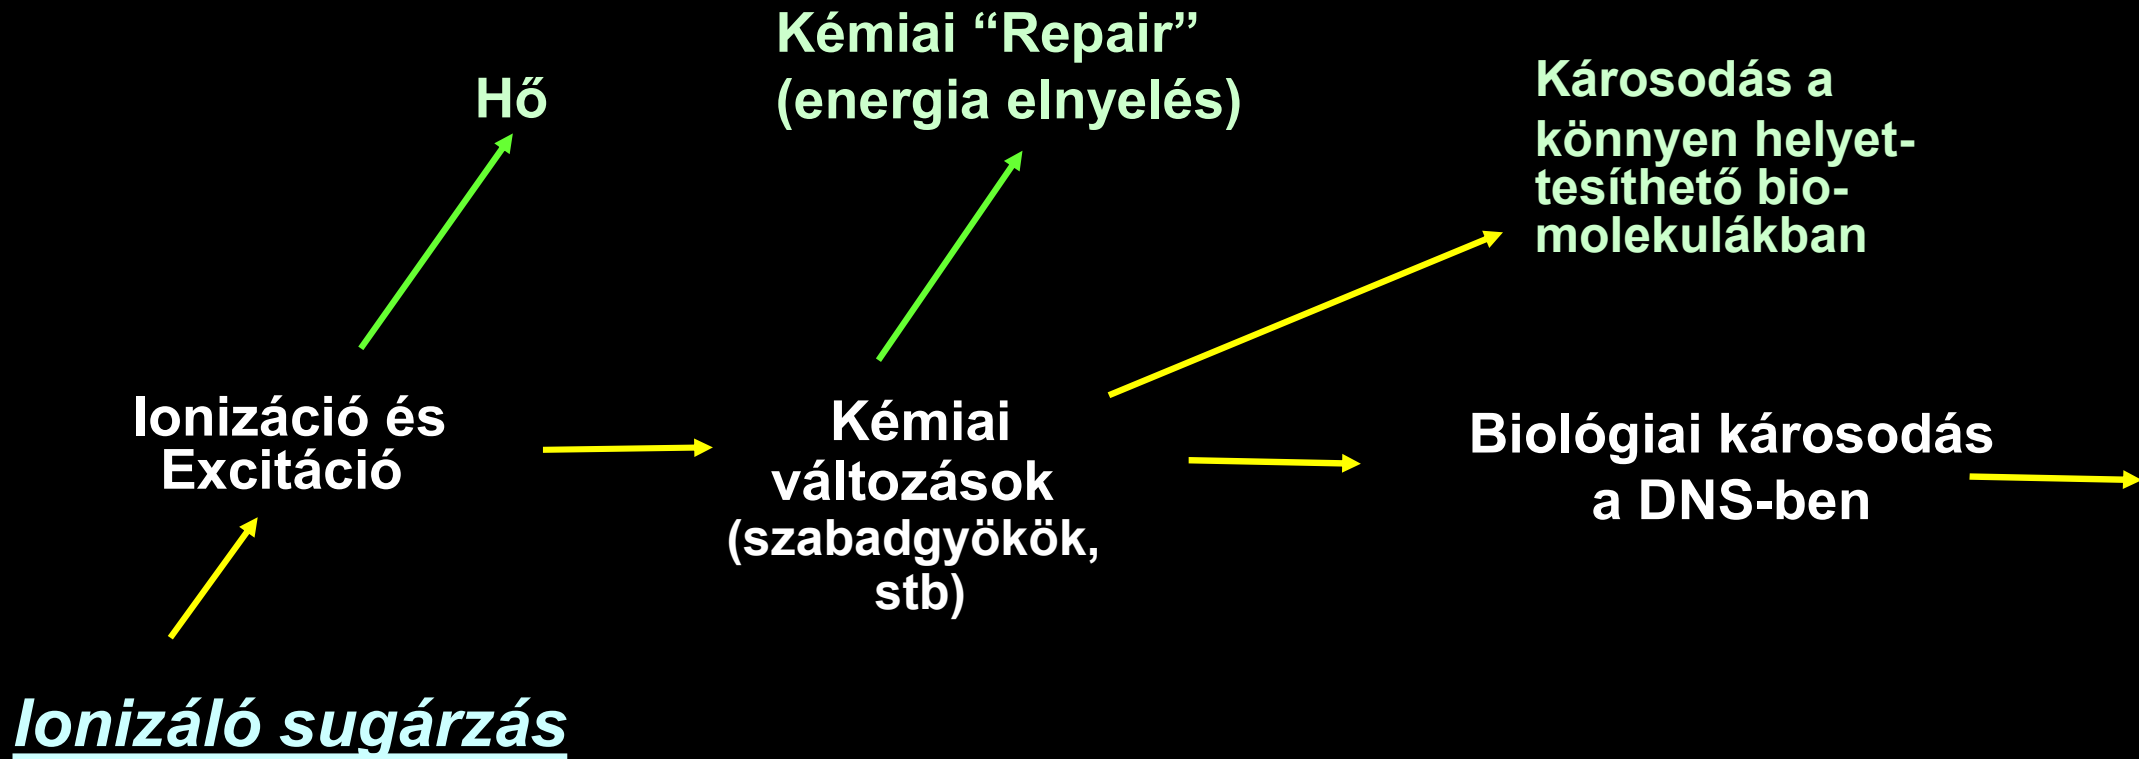 Hő
Kémiai “Repair”
(energia elnyelés)
Károsodás a
könnyen helyet-
tesíthető bio-
molekulákban
Ionizáció és
Excitáció
Kémiai
változások
(szabadgyökök,
stb)
Biológiai károsodás
a DNS-ben
Ionizáló sugárzás